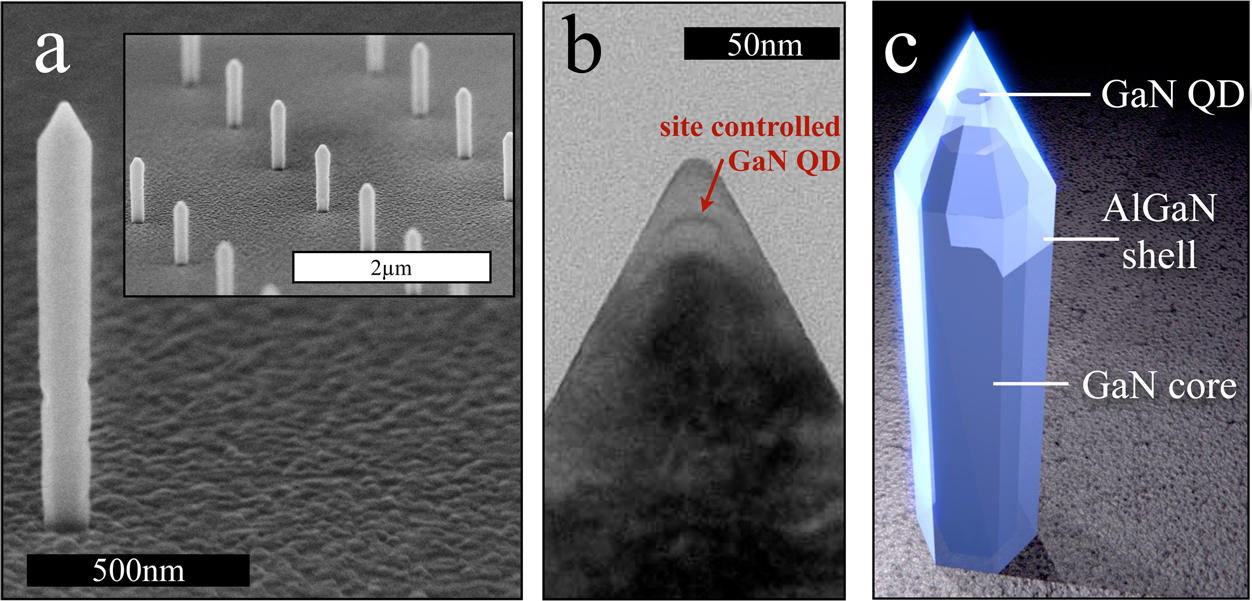 a
2µm
500nm
b
50nm
site controlled
GaN QD
c
GaN QD
AlGaN
shell
GaN core